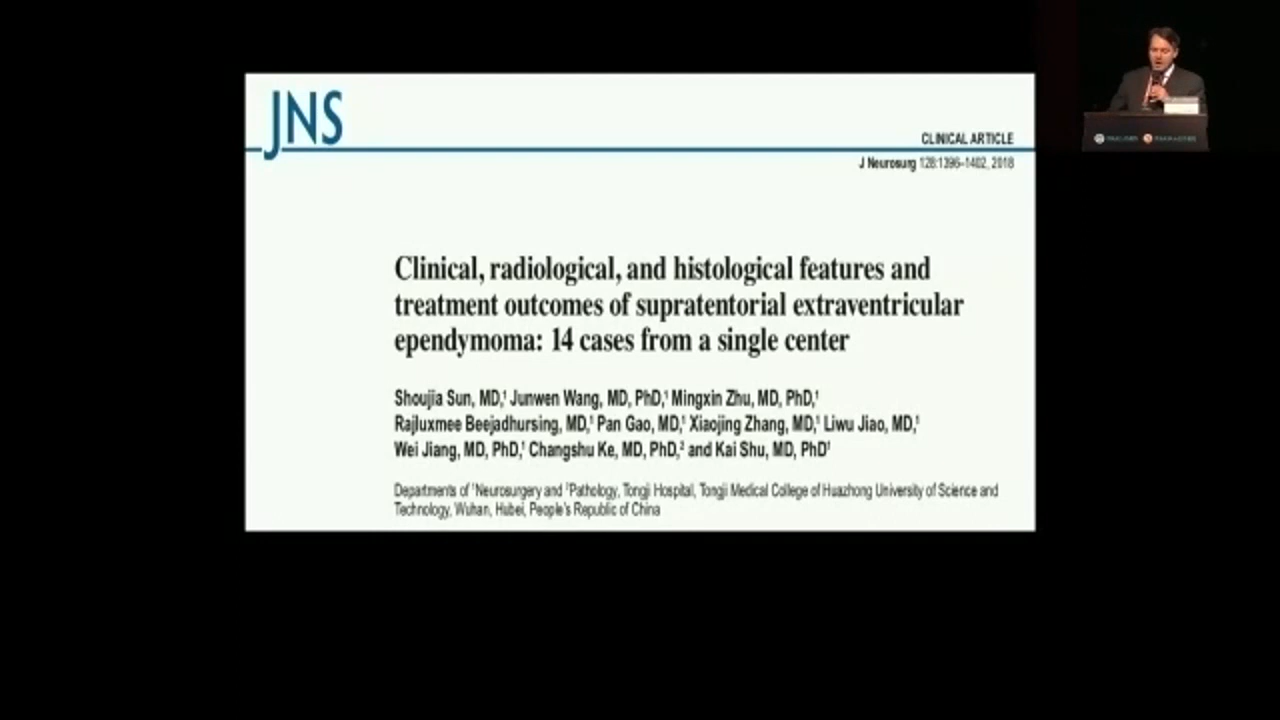 JNS
CLINICAL ARTICLE
J Neurosurg 128:1396–1402, 2018
Clinical, radiological, and histological features and
treatment outcomes of supratentorial extraventricular
ependymoma: 14 cases from a single center
Shoujia Sun, MD,¹ Junwen Wang, MD, PhD,¹ Mingxin Zhu, MD, PhD,¹
Rajluxmee Beejadhursing, MD,¹ Pan Gao, MD,¹ Xiaojing Zhang, MD,¹ Liwu Jiao, MD,¹
Wei Jiang, MD, PhD,¹ Changshu Ke, MD, PhD,² and Kai Shu, MD, PhD¹
Departments of ¹Neurosurgery and ²Pathology, Tongji Hospital, Tongji Medical College of Huazhong University of Science and
Technology, Wuhan, Hubei, People's Republic of China